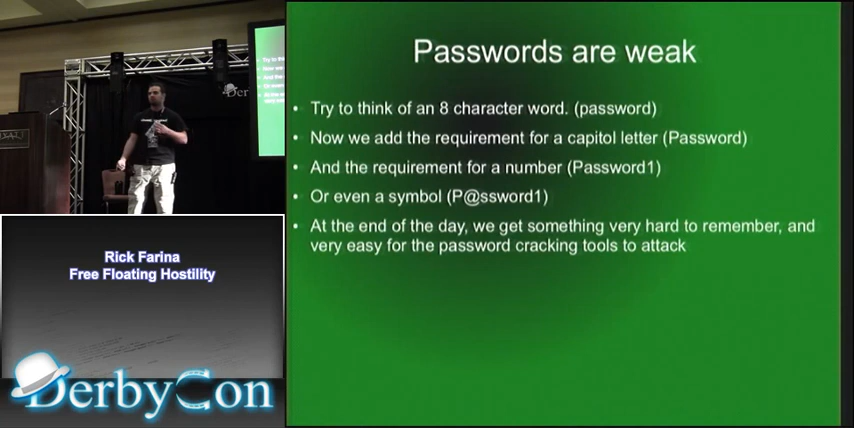 Passwords are weak
• Try to think of an 8 character word. (password)
• Now we add the requirement for a capitol letter (Password)
• And the requirement for a number (Password1)
• Or even a symbol (P@ssword1)
• At the end of the day, we get something very hard to remember, and
very easy for the password cracking tools to attack
Rick Farina
Free Floating Hostility
DerbyCon